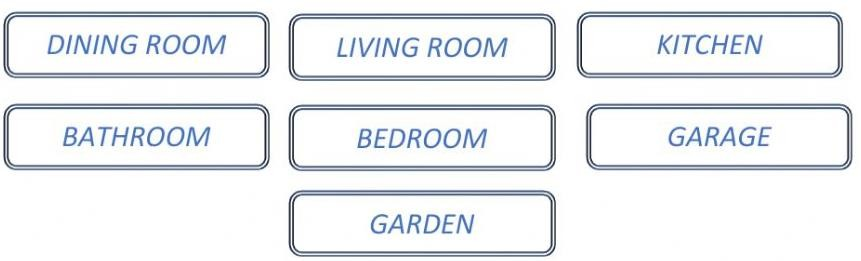 DINING ROOM
LIVING ROOM
KITCHEN
BATHROOM
BEDROOM
GARAGE
GARDEN